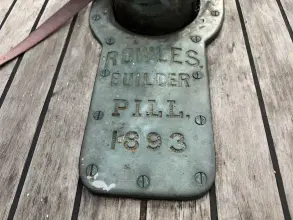 ROWLES.
BUILDER
PILL.
1893